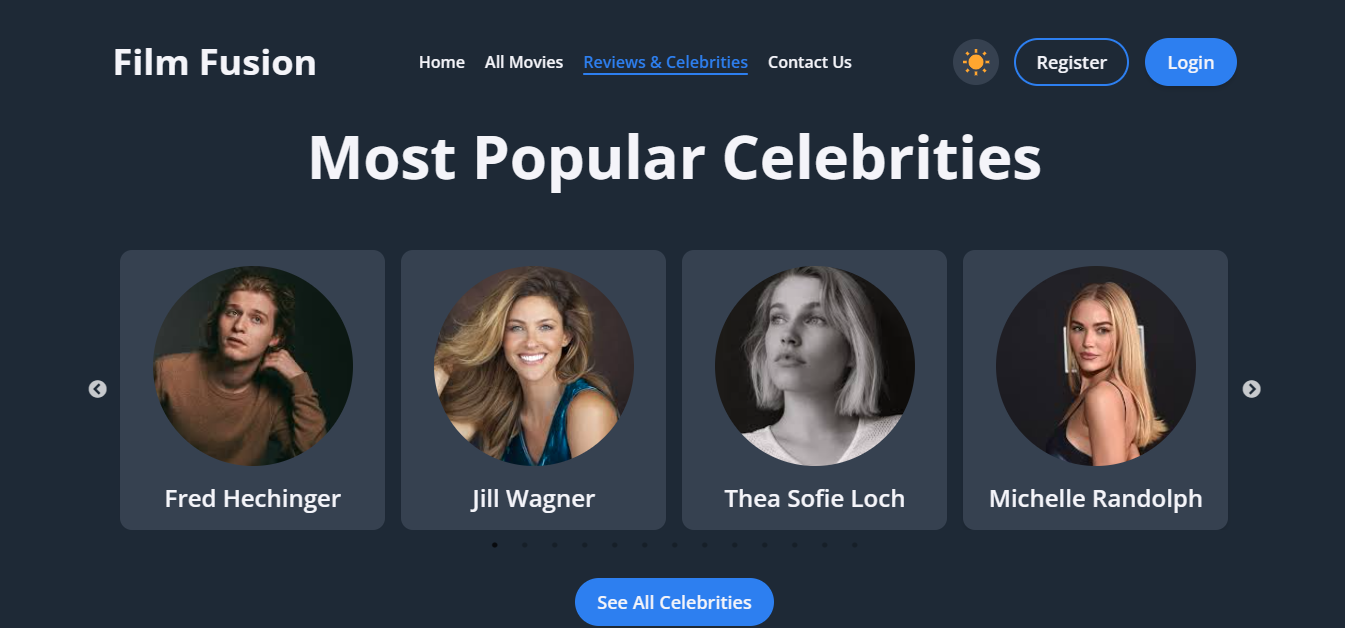 Film Fusion
Home All Movies Reviews & Celebrities Contact Us
Register
Login
Most Popular Celebrities
Fred Hechinger
Jill Wagner
Thea Sofie Loch
Michelle Randolph
See All Celebrities